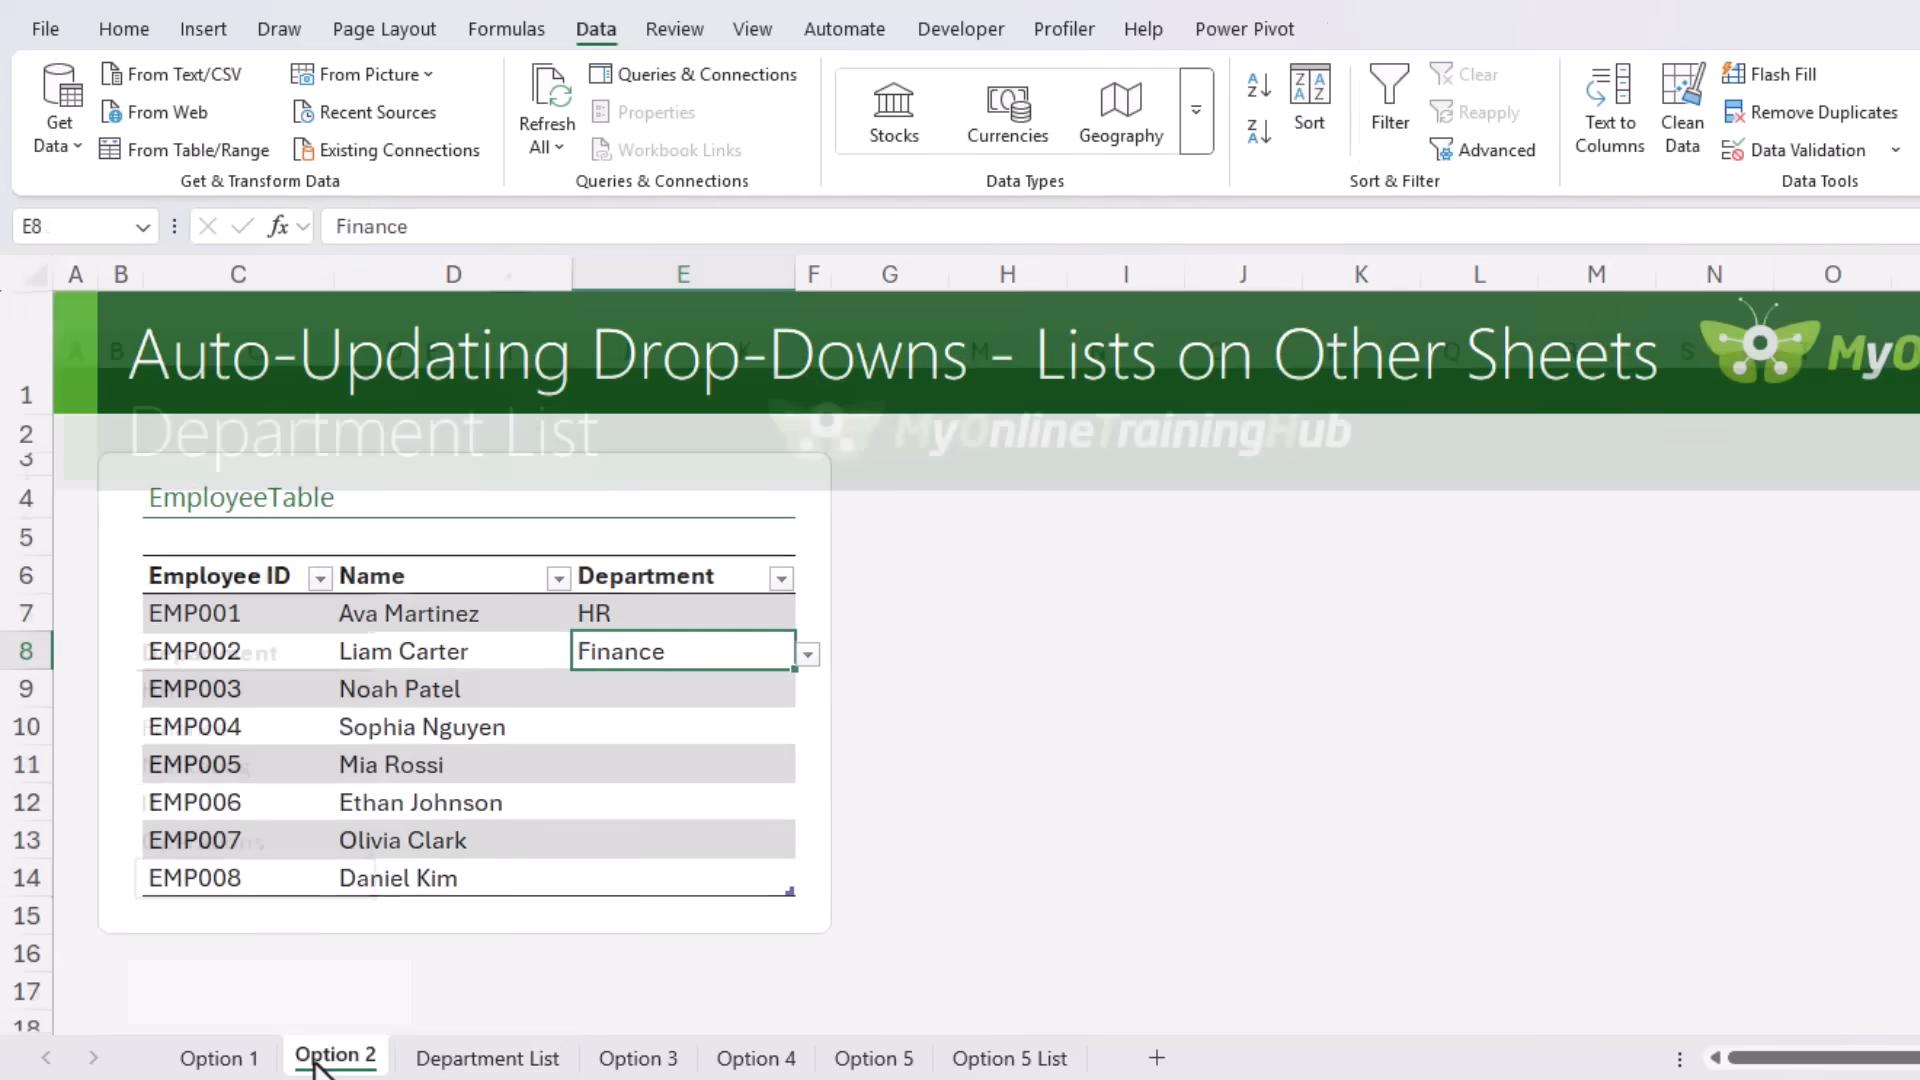 File Home Insert Draw Page Layout Formulas Data Review View Automate Developer Profiler Help Power Pivot
From Text/CSV From Picture Queries & Connections Clear Flash Fill
Get Data From Web Recent Sources Refresh All Properties Stocks Currencies Geography Sort Filter Reapply Text to Columns Clean Data Remove Duplicates
From Table/Range Existing Connections Workbook Links Advanced Data Validation
Get & Transform Data Queries & Connections Data Types Sort & Filter Data Tools
E8 fx Finance
A B C D E F G H I J K L M N O
1 Auto-Updating Drop-Downs - Lists on Other Sheets MyO
2 Department List MyOnlineTrainingHub
3
4 EmployeeTable
5
6 Employee ID Name Department
7 EMP001 Ava Martinez HR
8 EMP002 Liam Carter Finance
9 EMP003 Noah Patel
10 EMP004 Sophia Nguyen
11 EMP005 Mia Rossi
12 EMP006 Ethan Johnson
13 EMP007 Olivia Clark
14 EMP008 Daniel Kim
15
16
17
18
Option 1 Option 2 Department List Option 3 Option 4 Option 5 Option 5 List